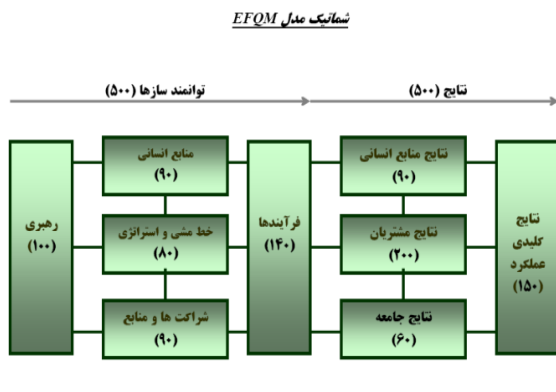 شماتیک مدل EFQM
توانمند سازها (۵۰۰)
نتایج (۵۰۰)
رهبری
(۱۰۰)
منابع انسانی
(۹۰)
خط مشی و استراتژی
(۸۰)
شراکت ها و منابع
(۹۰)
فرآیندها
(۱۴۰)
نتایج منابع انسانی
(۹۰)
نتایج مشتریان
(۲۰۰)
نتایج جامعه
(۶۰)
نتایج
کلیدی
عملکرد
(۱۵۰)